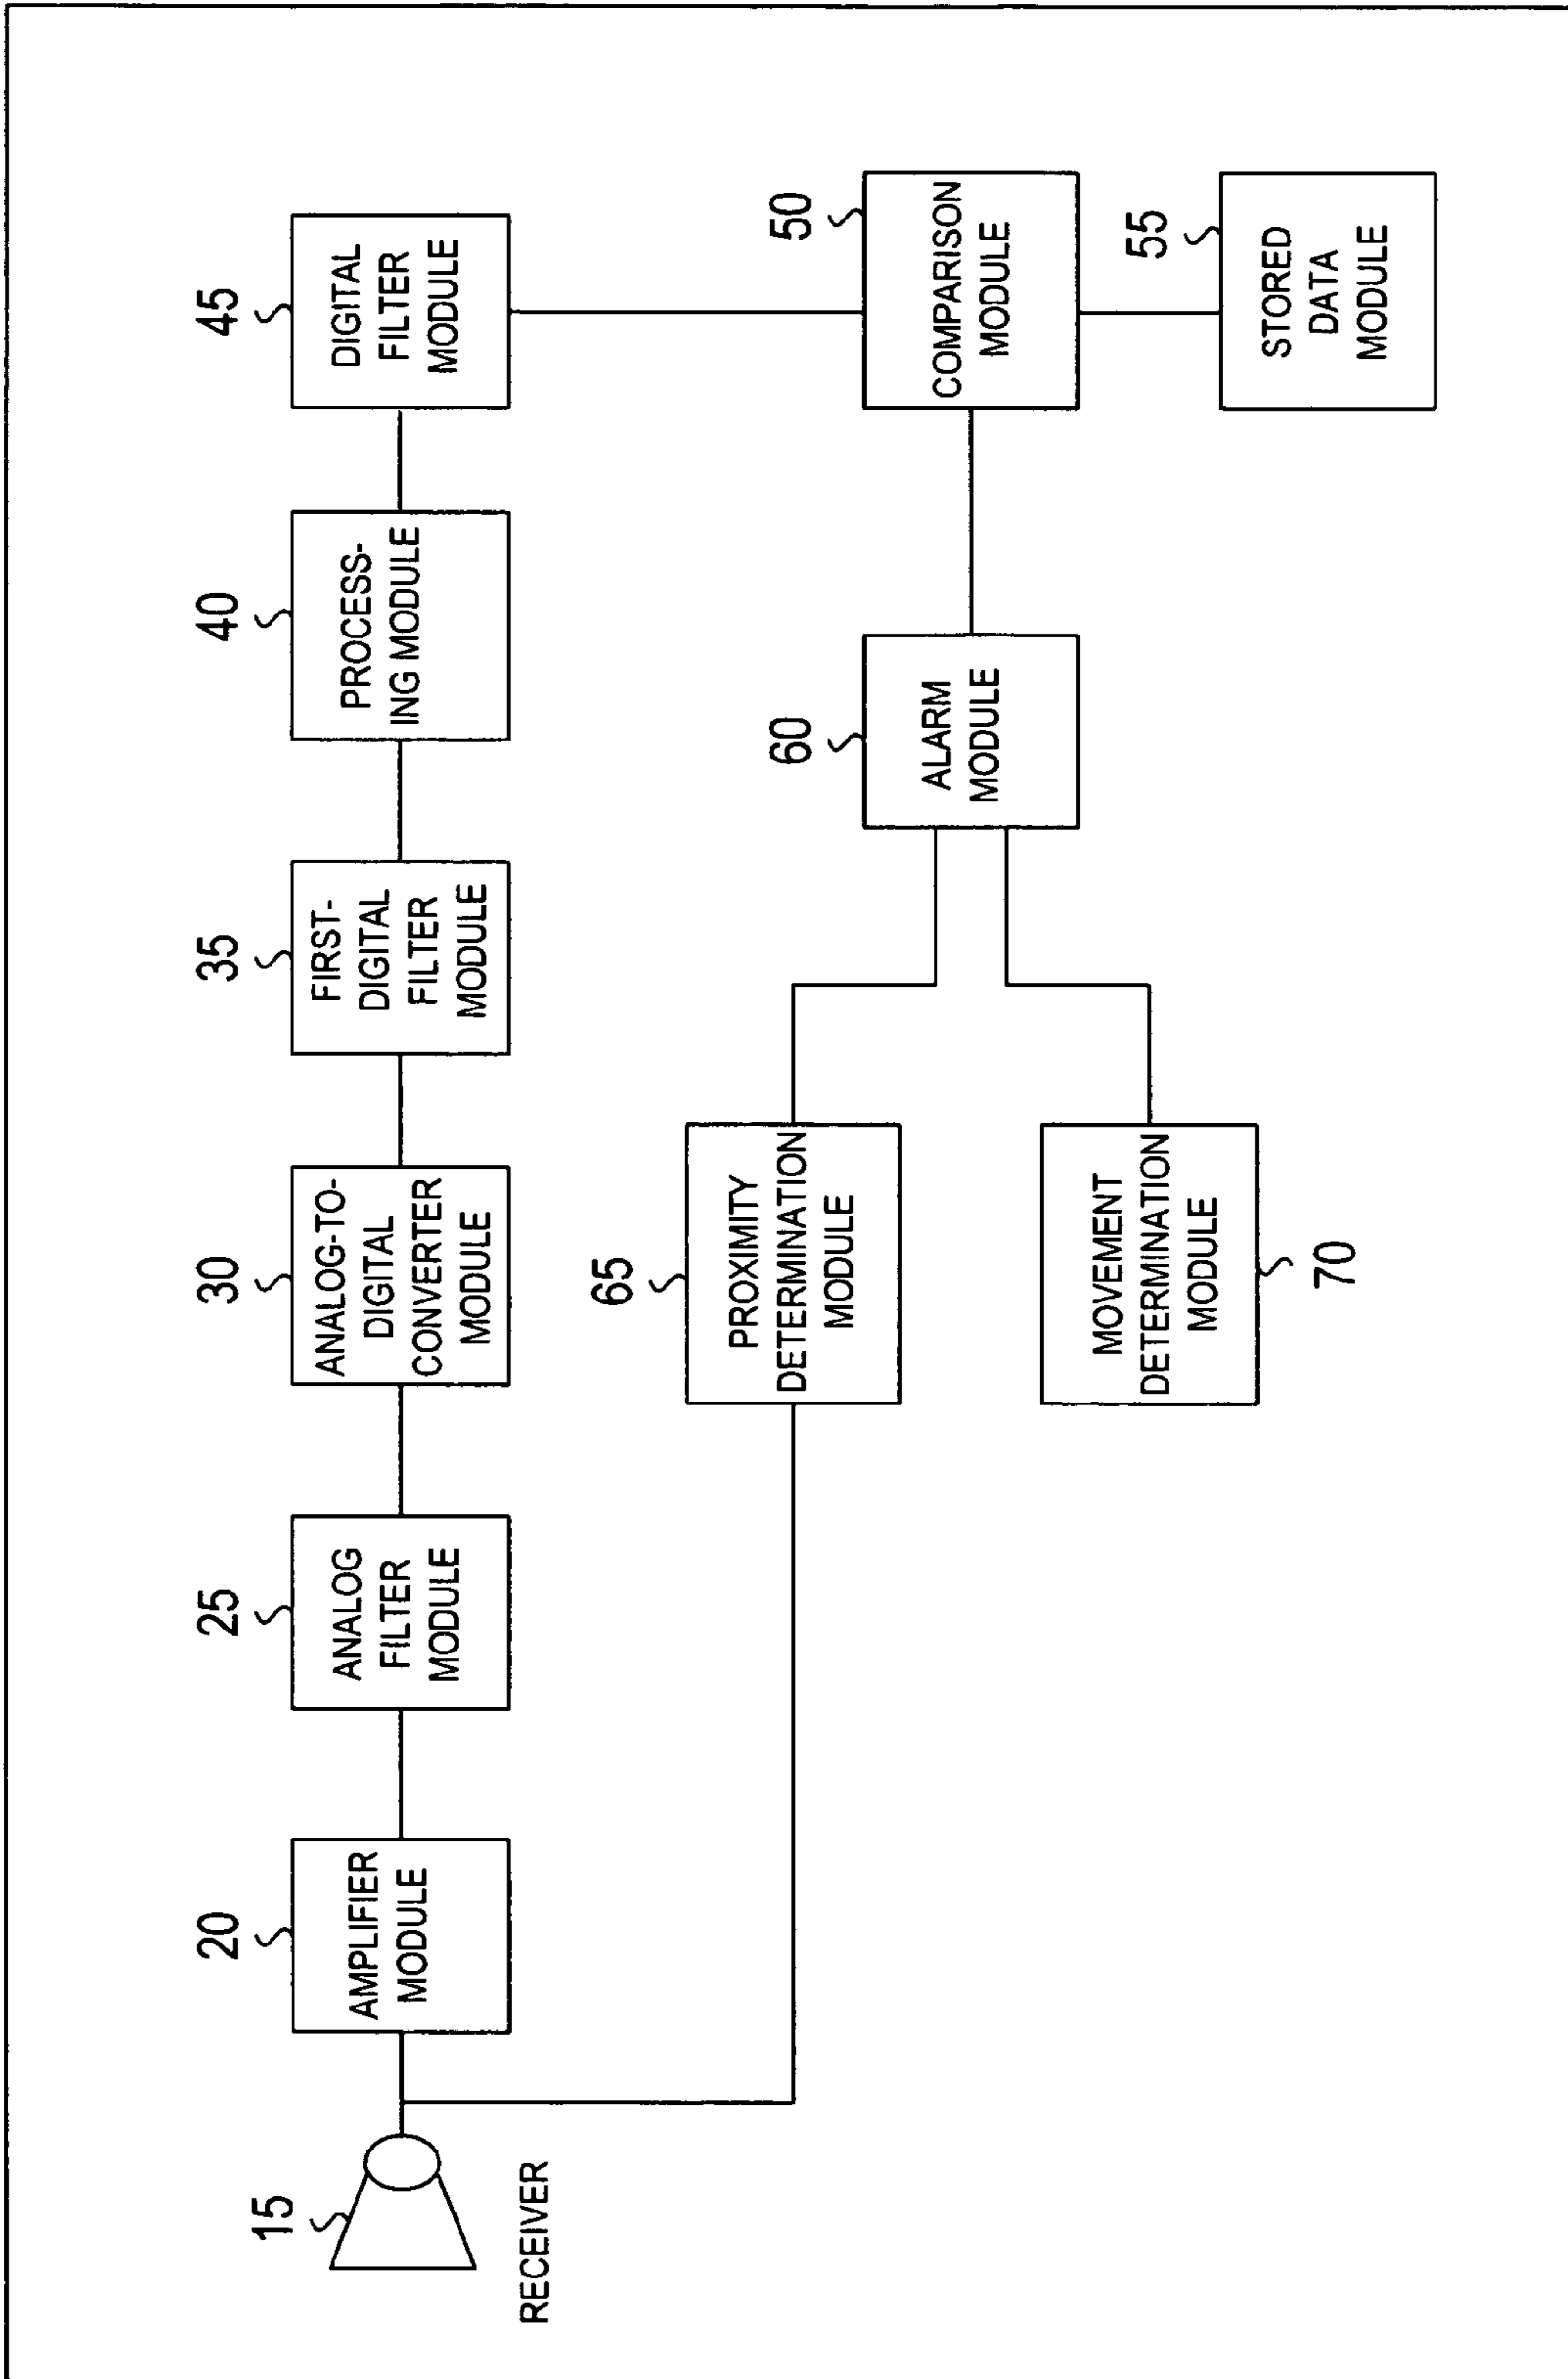 15
RECEIVER
20
AMPLIFIER
MODULE
25
ANALOG
FILTER
MODULE
30
ANALOG-TO-
DIGITAL
CONVERTER
MODULE
35
FIRST-
DIGITAL
FILTER
MODULE
40
PROCESS-
ING MODULE
45
DIGITAL
FILTER
MODULE
65
PROXIMITY
DETERMINATION
MODULE
60
ALARM
MODULE
50
COMPARISON
MODULE
MOVEMENT
DETERMINATION
MODULE
70
55
STORED
DATA
MODULE